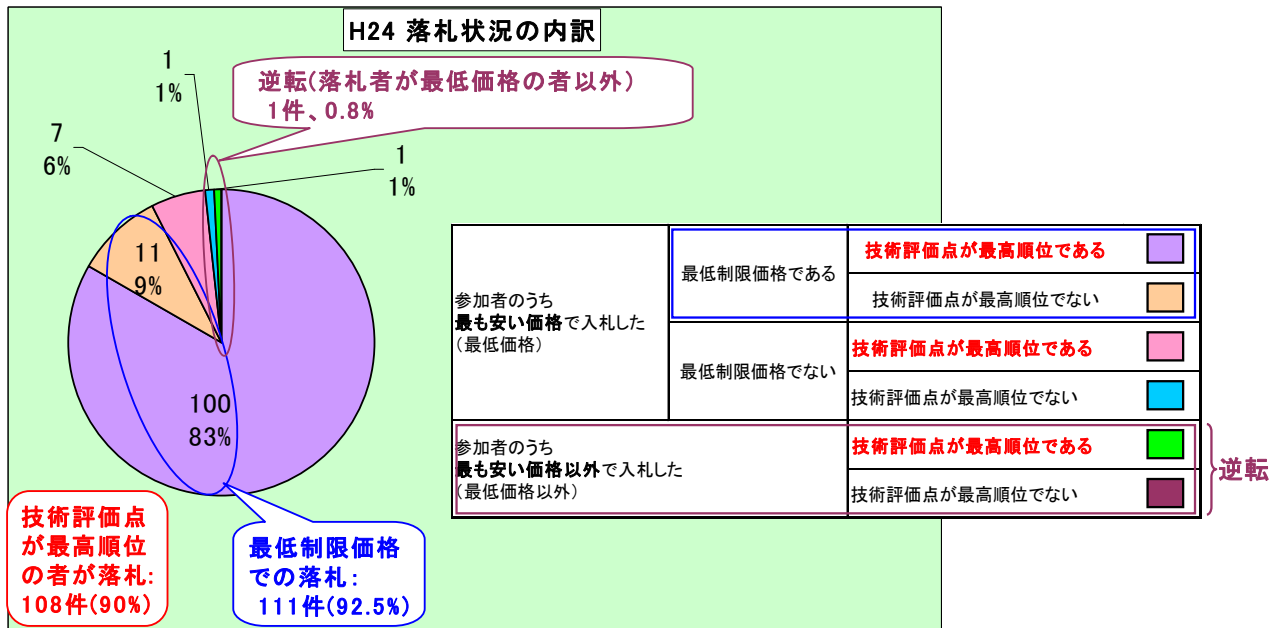 H24 落札状況の内訳
1
1%
逆転(落札者が最低価格の者以外)
1件、0.8%
7
6%
1
1%
11
9%
100
83%
技術評価点
が最高順位
の者が落札:
108件(90%)
最低制限価格
での落札:
111件(92.5%)
参加者のうち
最も安い価格で入札した
(最低価格)
最低制限価格である
技術評価点が最高順位である
技術評価点が最高順位でない
最低制限価格でない
技術評価点が最高順位である
技術評価点が最高順位でない
参加者のうち
最も安い価格以外で入札した
(最低価格以外)
技術評価点が最高順位である
技術評価点が最高順位でない
逆転